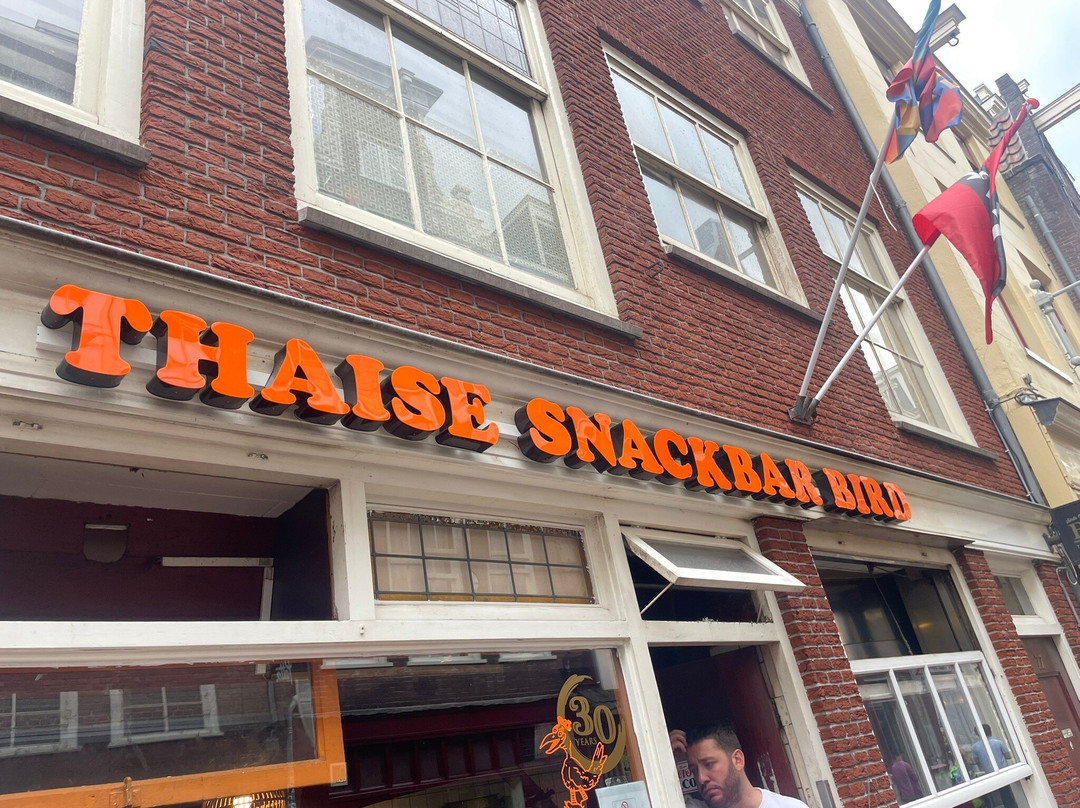 THAISE SNACKBAR BIRD
30
YEARS